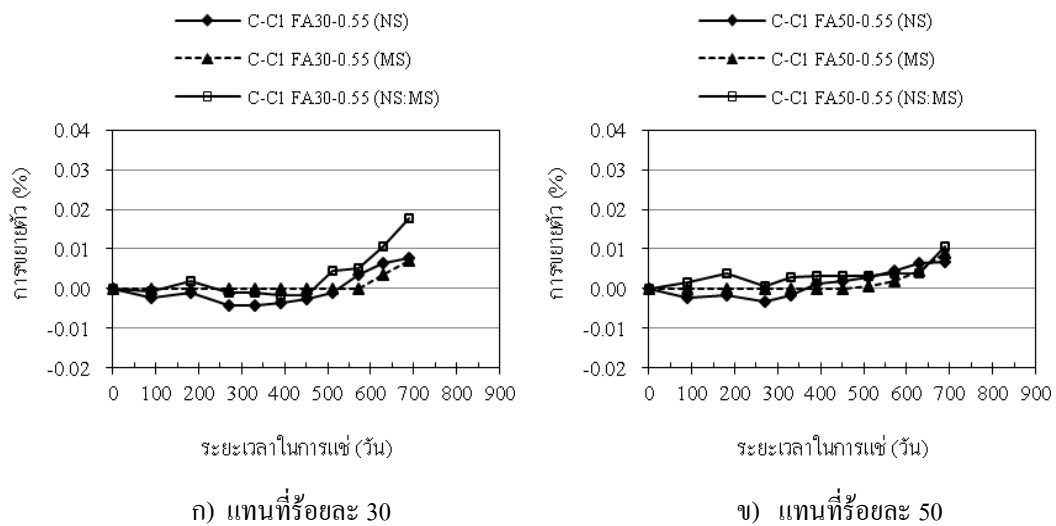 C-C1 FA30-0.55 (NS)
C-C1 FA30-0.55 (MS)
C-C1 FA30-0.55 (NS:MS)
0.04
0.03
0.02
0.01
0.00
-0.01
-0.02
การขยายตัว (%)
0 100 200 300 400 500 600 700 800 900
ระยะเวลาในการแช่ (วัน)
ก) แทนที่ร้อยละ 30
C-C1 FA50-0.55 (NS)
C-C1 FA50-0.55 (MS)
C-C1 FA50-0.55 (NS:MS)
0.04
0.03
0.02
0.01
0.00
-0.01
-0.02
การขยายตัว (%)
0 100 200 300 400 500 600 700 800 900
ระยะเวลาในการแช่ (วัน)
ข) แทนที่ร้อยละ 50